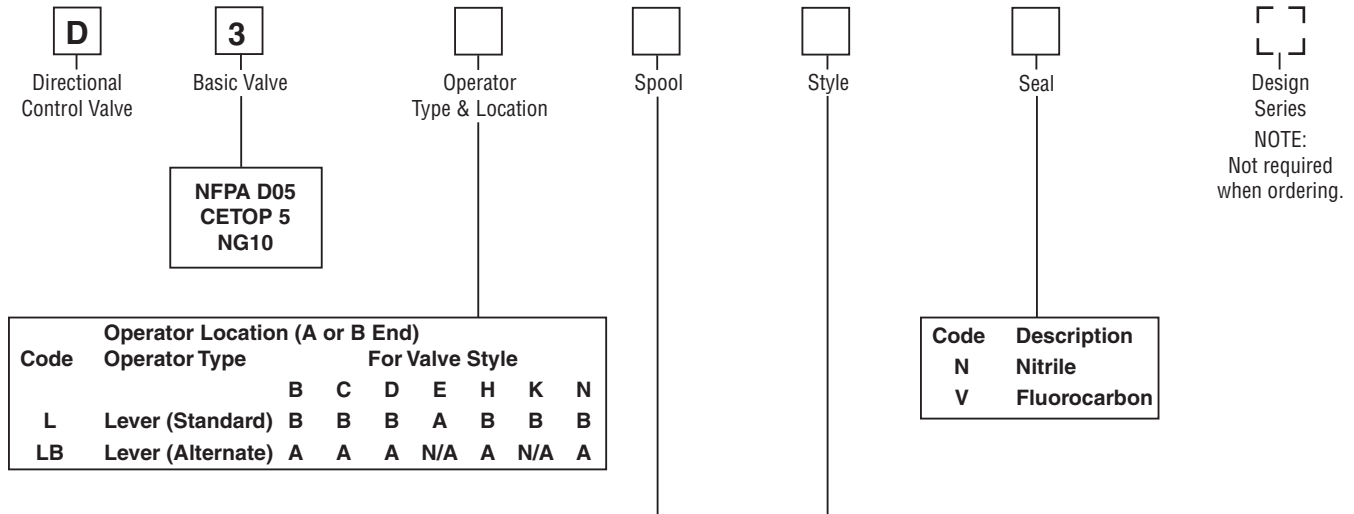 D 3
Directional Control Valve
Basic Valve
Operator Type & Location
Spool
Style
Seal
Design Series
NOTE:
Not required
when ordering.
NFPA D05
CETOP 5
NG10
Operator Location (A or B End)
Code Operator Type For Valve Style
B C D E H K N
L Lever (Standard) B B B A B B B
LB Lever (Alternate) A A A N/A A N/A A
Code Description
N Nitrile
V Fluorocarbon